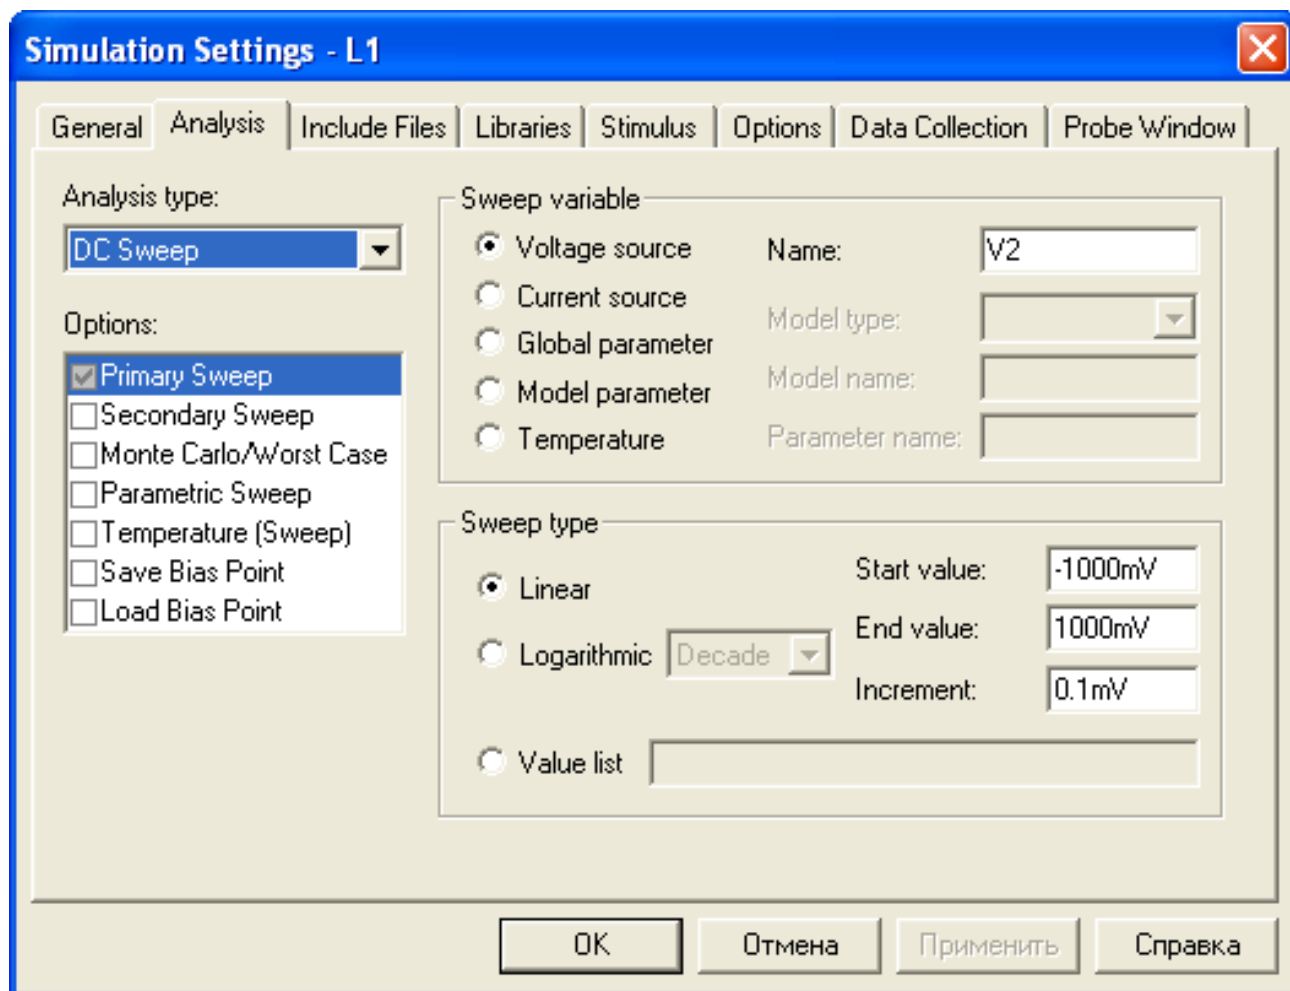 Simulation Settings - L1
General Analysis Include Files Libraries Stimulus Options Data Collection Probe Window
Analysis type:
DC Sweep
Options:
Primary Sweep
Secondary Sweep
Monte Carlo/Worst Case
Parametric Sweep
Temperature (Sweep)
Save Bias Point
Load Bias Point
Sweep variable
Voltage source
Current source
Global parameter
Model parameter
Temperature
Name: V2
Model type:
Model name:
Parameter name:
Sweep type
Linear
Logarithmic Decade
Value list
Start value: -1000mV
End value: 1000mV
Increment: 0.1mV
OK Отмена Применить Справка